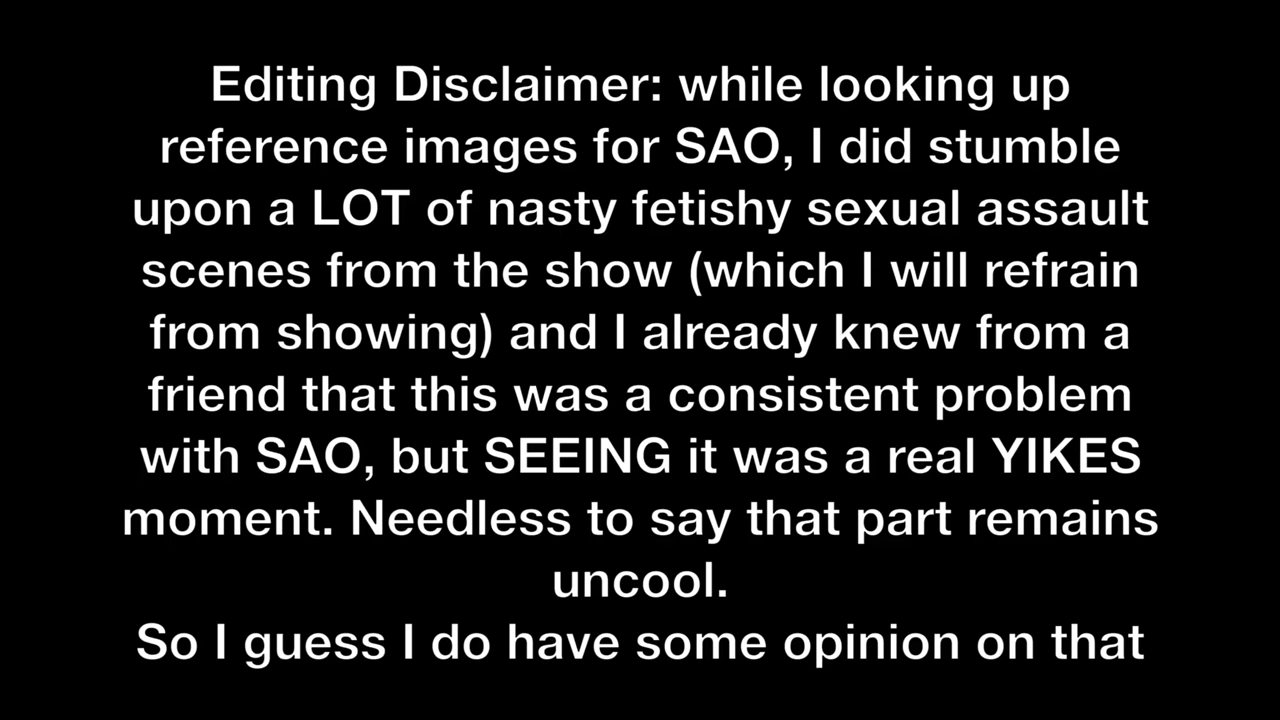 Editing Disclaimer: while looking up
reference images for SAO, I did stumble
upon a LOT of nasty fetishy sexual assault
scenes from the show (which I will refrain
from showing) and I already knew from a
friend that this was a consistent problem
with SAO, but SEEING it was a real YIKES
moment. Needless to say that part remains
uncool.
So I guess I do have some opinion on that